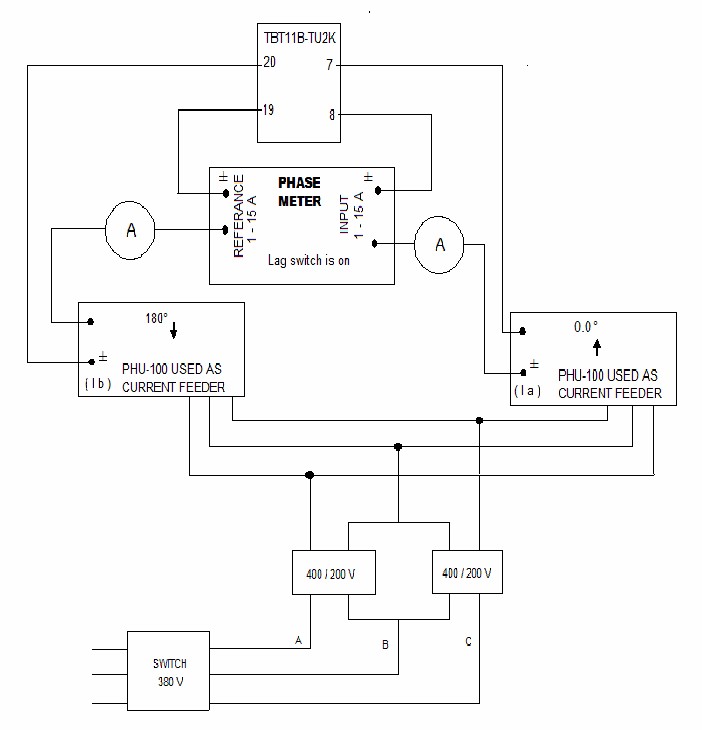 TBT11B-TU2K
20
7
19
8
±
PHASE
METER
±
REFERANCE
1 - 15 A
INPUT
1 - 15 A
Lag switch is on
A
A
180°
±
(Ib)
PHU-100 USED AS
CURRENT FEEDER
0.0°
±
(Ia)
PHU-100 USED AS
CURRENT FEEDER
400 / 200 V
400 / 200 V
A
B
C
SWITCH
380 V